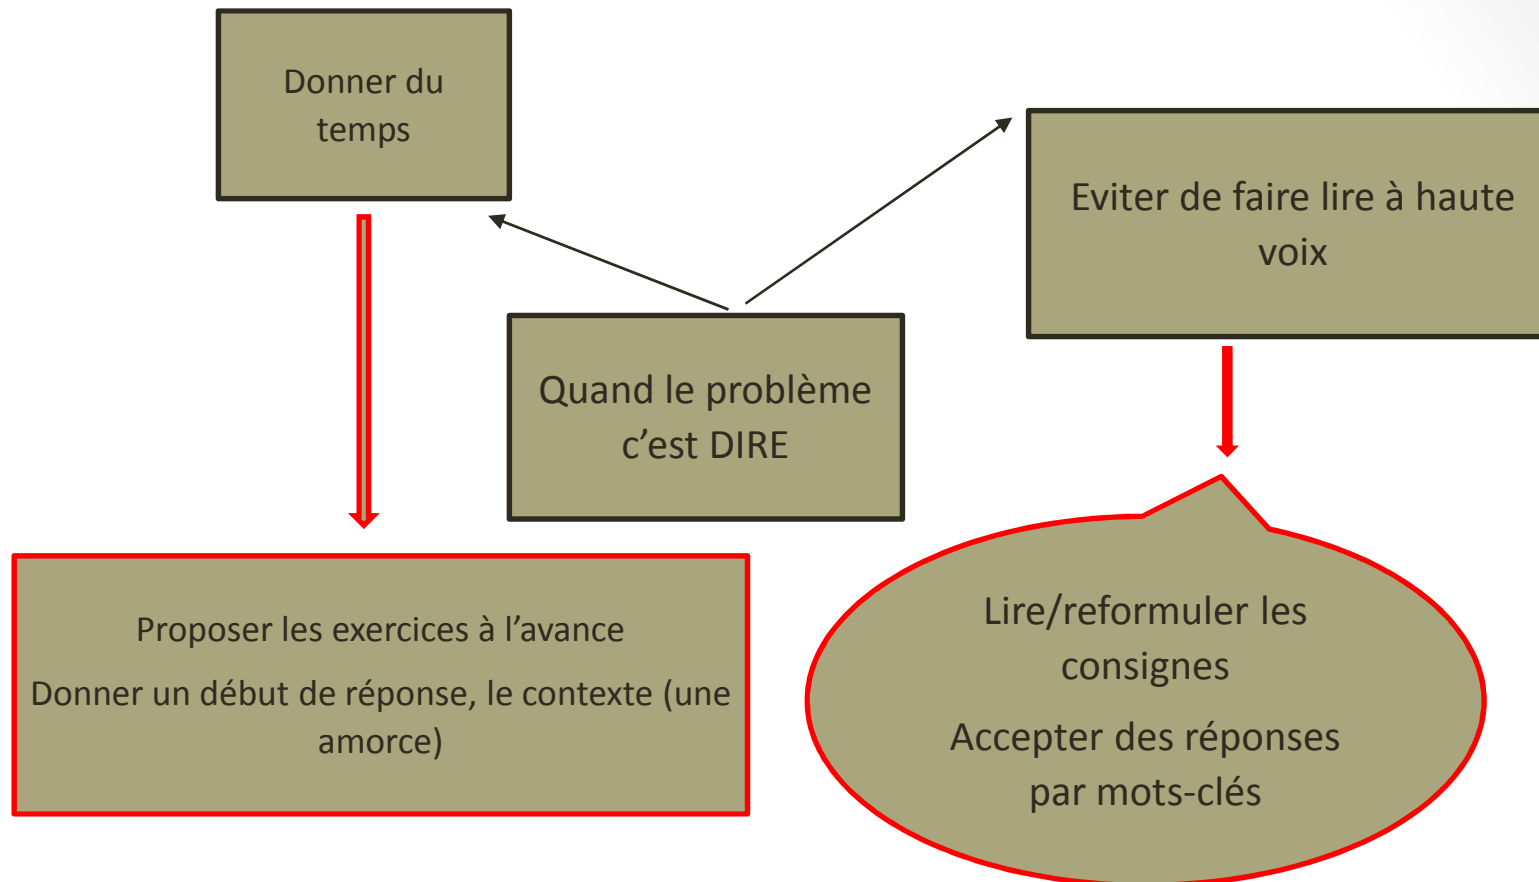 Donner du
temps
Eviter de faire lire à haute
voix
Quand le problème
c’est DIRE
Proposer les exercices à l’avance
Donner un début de réponse, le contexte (une
amorce)
Lire/reformuler les
consignes
Accepter des réponses
par mots-clés